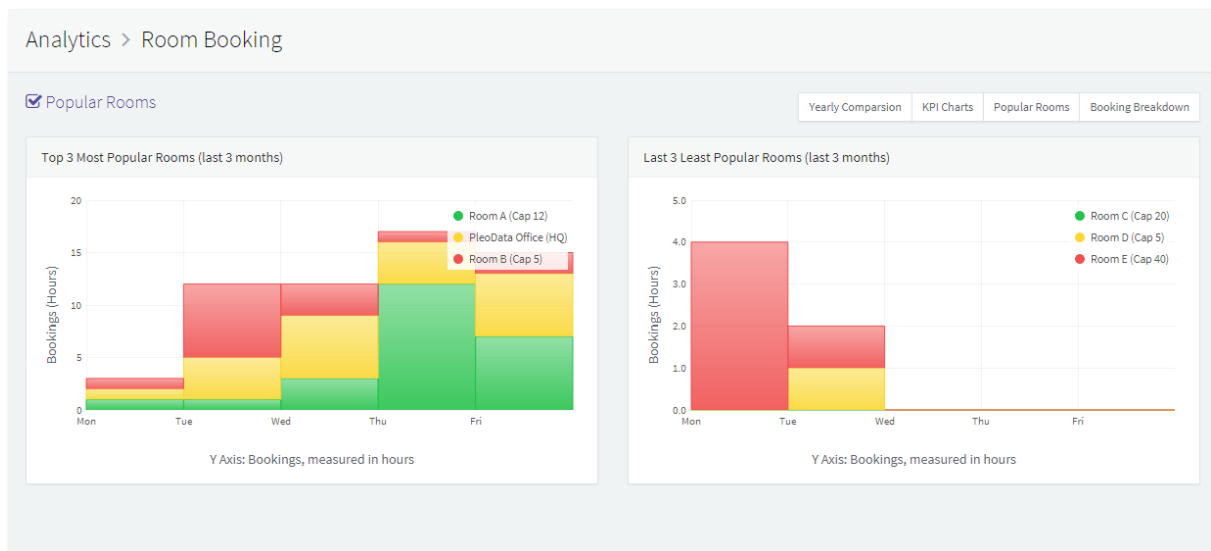 Analytics > Room Booking
Popular Rooms
Yearly Comparsion
KPI Charts
Popular Rooms
Booking Breakdown
Top 3 Most Popular Rooms (last 3 months)
20
15
10
5
0
Bookings (Hours)
Room A (Cap 12)
PleoData Office (HQ)
Room B (Cap 5)
Mon Tue Wed Thu Fri
Y Axis: Bookings, measured in hours
Last 3 Least Popular Rooms (last 3 months)
5.0
4.0
3.0
2.0
1.0
0.0
Bookings (Hours)
Room C (Cap 20)
Room D (Cap 5)
Room E (Cap 40)
Mon Tue Wed Thu Fri
Y Axis: Bookings, measured in hours